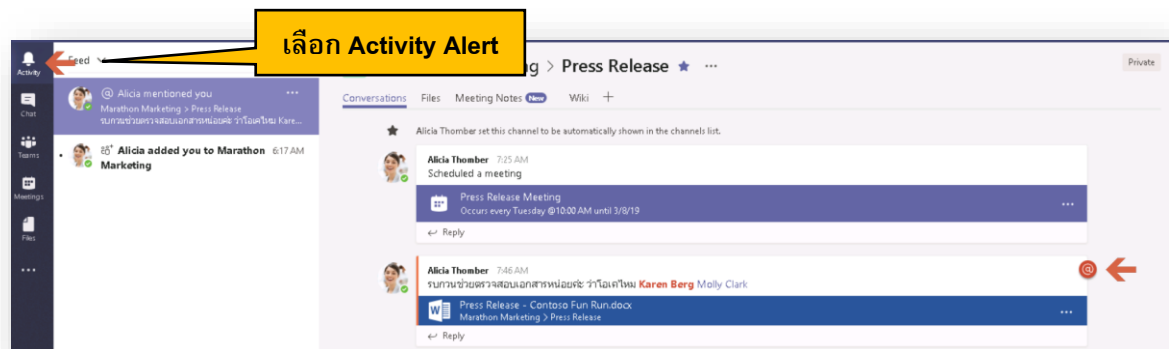 เลือก Activity Alert
Activity
Feed
g > Press Release ★ ···
Private
@ Alicia mentioned you ···
Marathon Marketing > Press Release
รบกวนช่วยตรวจสอบเอกสารหน่อยค่ะ ว่าโอเคไหม Kare...
Conversations Files Meeting Notes New Wiki +
Chat
Alicia Thomber set this channel to be automatically shown in the channels list.
Teams
Alicia added you to Marathon 6:17 AM
Marketing
Alicia Thomber 7:25 AM
Scheduled a meeting
Meetings
Press Release Meeting
Occurs every Tuesday @10:00 AM until 3/8/19
Files
Reply
Alicia Thomber 7:46 AM
@
รบกวนช่วยตรวจสอบเอกสารหน่อยค่ะ ว่าโอเคไหม Karen Berg Molly Clark
Press Release - Contoso Fun Run.docx
Marathon Marketing > Press Release
Reply